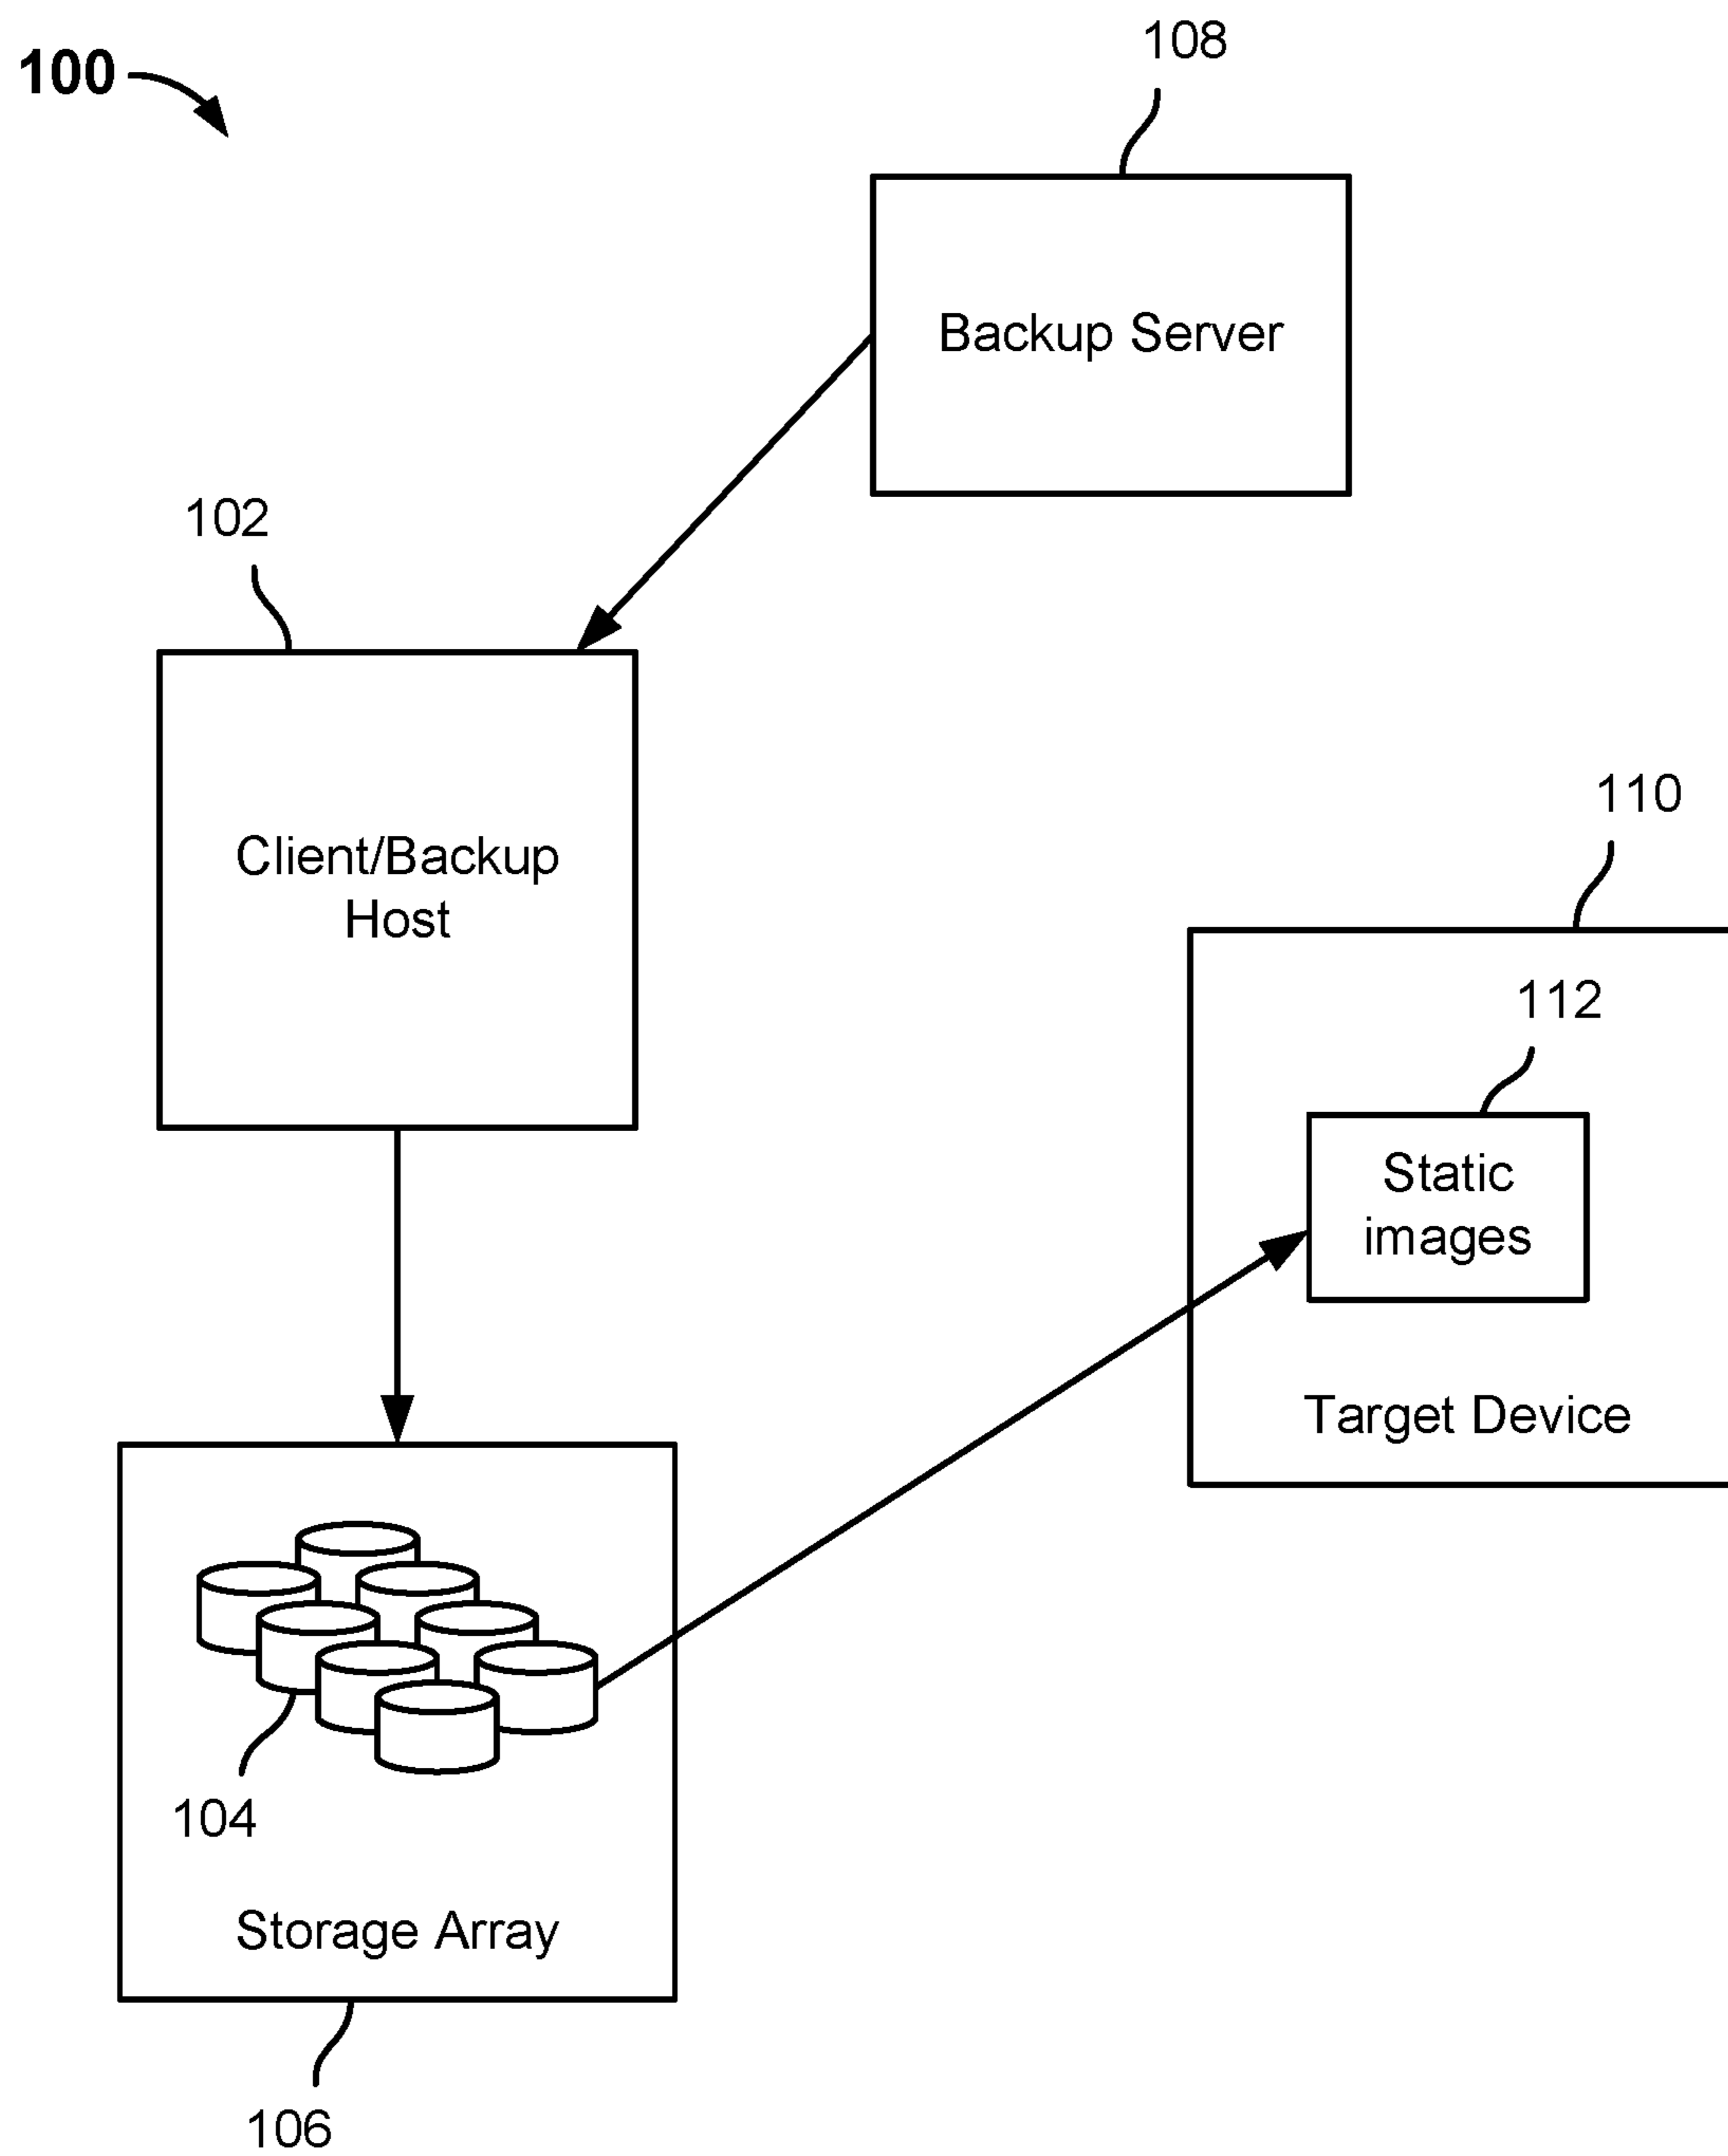 100
108
Backup Server
102
Client/Backup
Host
110
112
Static
images
Target Device
104
Storage Array
106